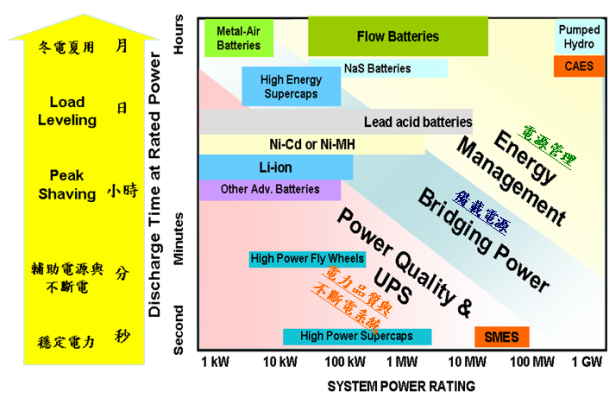 冬電夏用 月
Load
Leveling 日
Peak
Shaving 小時
輔助電源與
不斷電 分
穩定電力 秒
Discharge Time at Rated Power
Hours
Minutes
Second
Metal-Air
Batteries
Flow Batteries
Pumped
Hydro
NaS Batteries
CAES
High Energy
Supercaps
Lead acid batteries
Ni-Cd or Ni-MH
Li-ion
Other Adv. Batteries
電源管理
Energy
Management
備載電源
Bridging Power
Power Quality &
UPS
電力品質與
不斷電系統
High Power Fly Wheels
High Power Supercaps
SMES
1 kW 10 kW 100 kW 1 MW 10 MW 100 MW 1 GW
SYSTEM POWER RATING